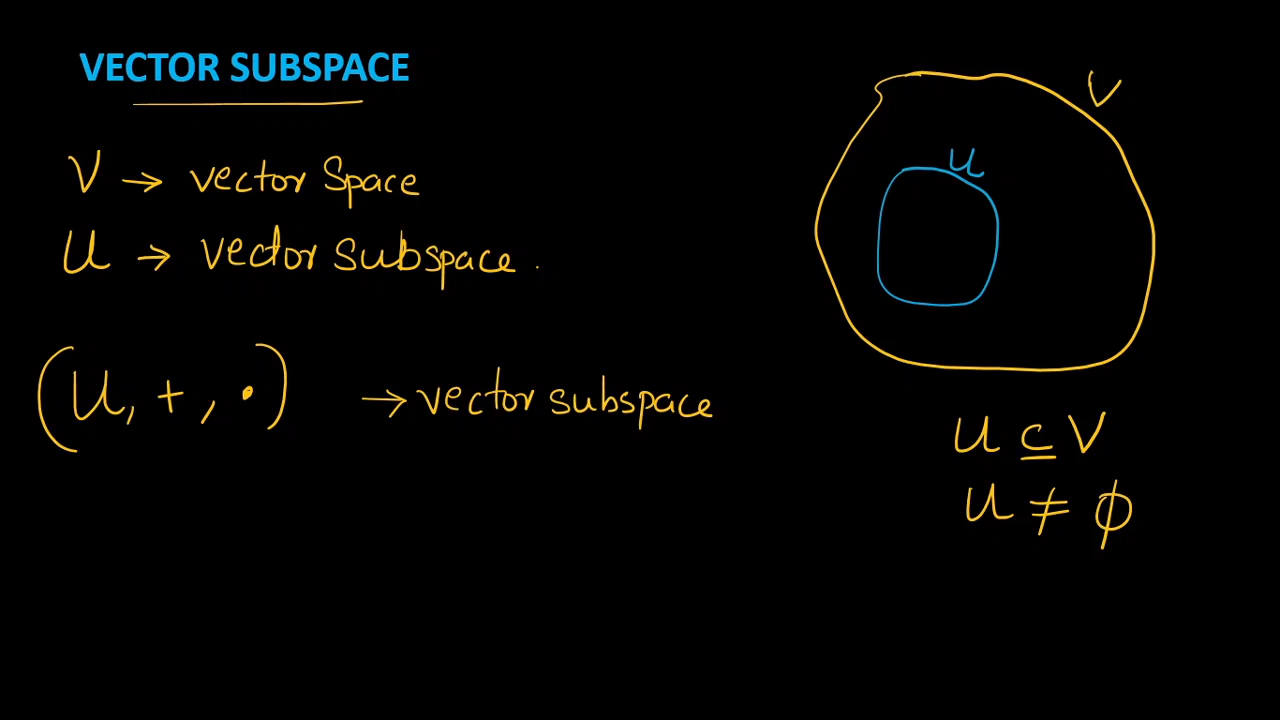 VECTOR SUBSPACE
V → vector Space
U → vector subspace.
(U, +, •) → vector subspace
V
U
U ⊆ V
U ≠ ϕ